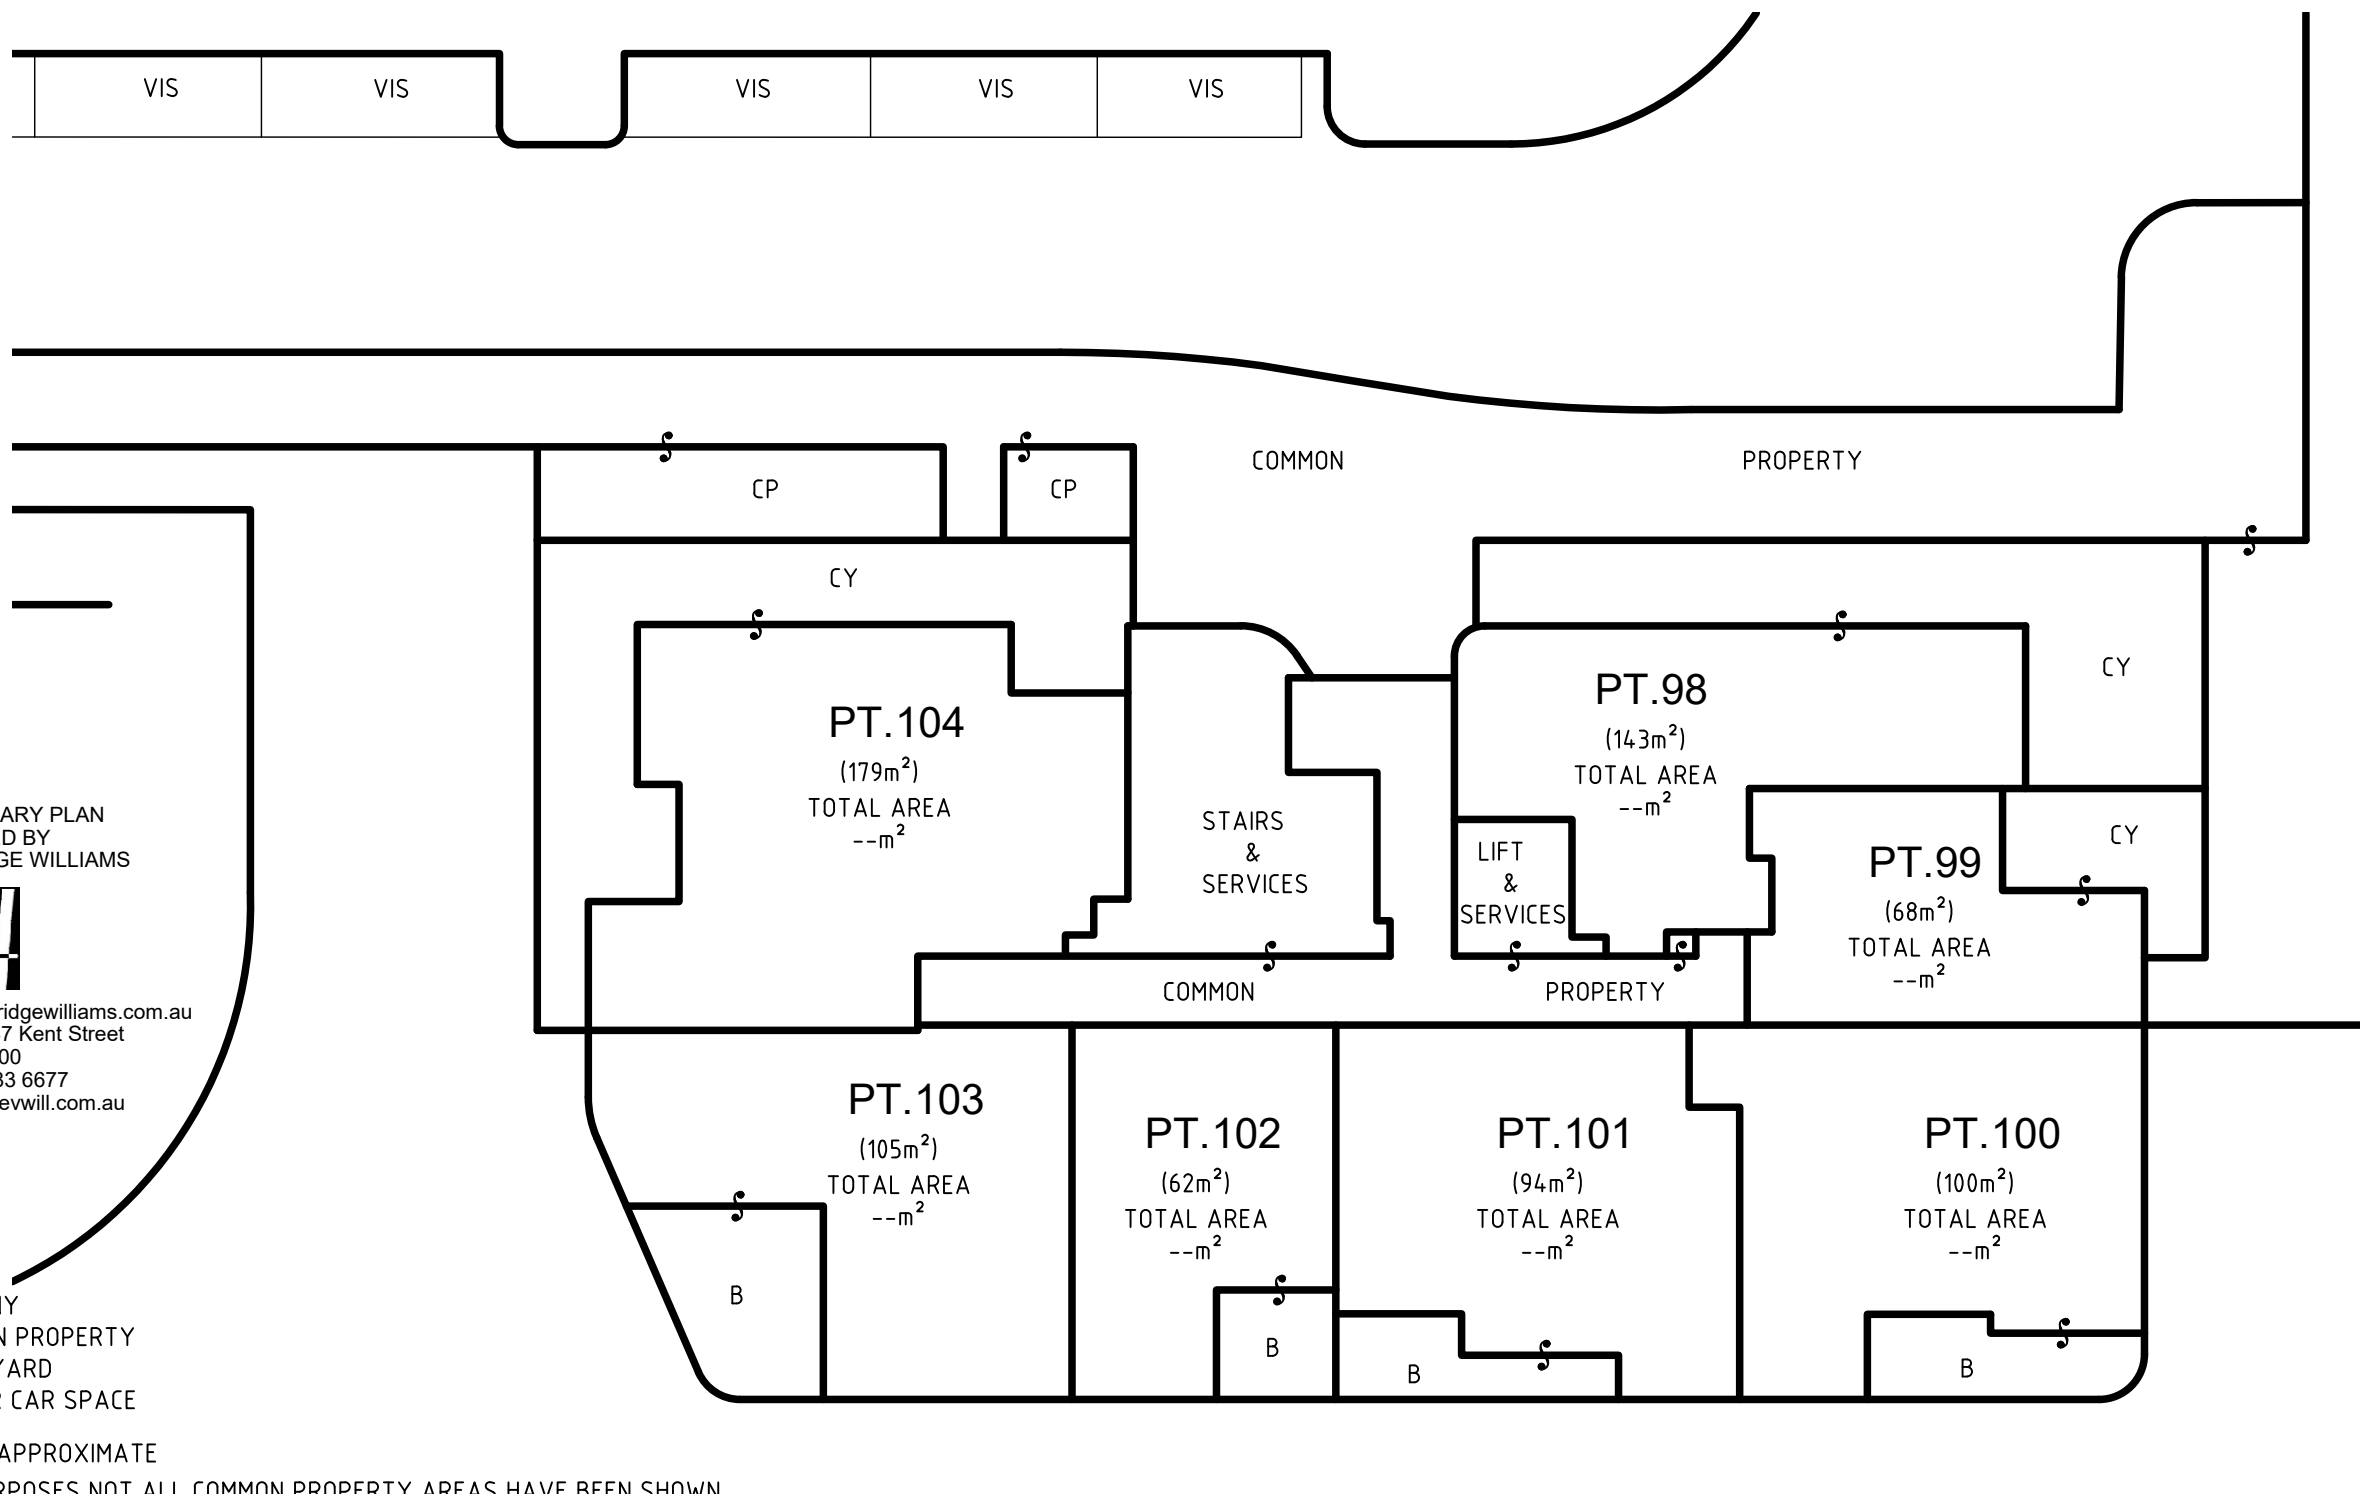 VIS VIS VIS VIS VIS
COMMON PROPERTY
CP CP
CY
CY
PT.98
(143m²)
TOTAL AREA
--m²
PT.104
(179m²)
TOTAL AREA
--m²
STAIRS
&
SERVICES
LIFT
&
SERVICES
CY
PT.99
(68m²)
TOTAL AREA
--m²
COMMON PROPERTY
ARY PLAN
D BY
GE WILLIAMS
ridgewilliams.com.au
7 Kent Street
00
33 6677
evwill.com.au
PT.103
(105m²)
TOTAL AREA
--m²
B
PT.102
(62m²)
TOTAL AREA
--m²
B
PT.101
(94m²)
TOTAL AREA
--m²
B
PT.100
(100m²)
TOTAL AREA
--m²
B
NY
N PROPERTY
YARD
CAR SPACE
APPROXIMATE
RPOSES NOT ALL COMMON PROPERTY AREAS HAVE BEEN SHOWN